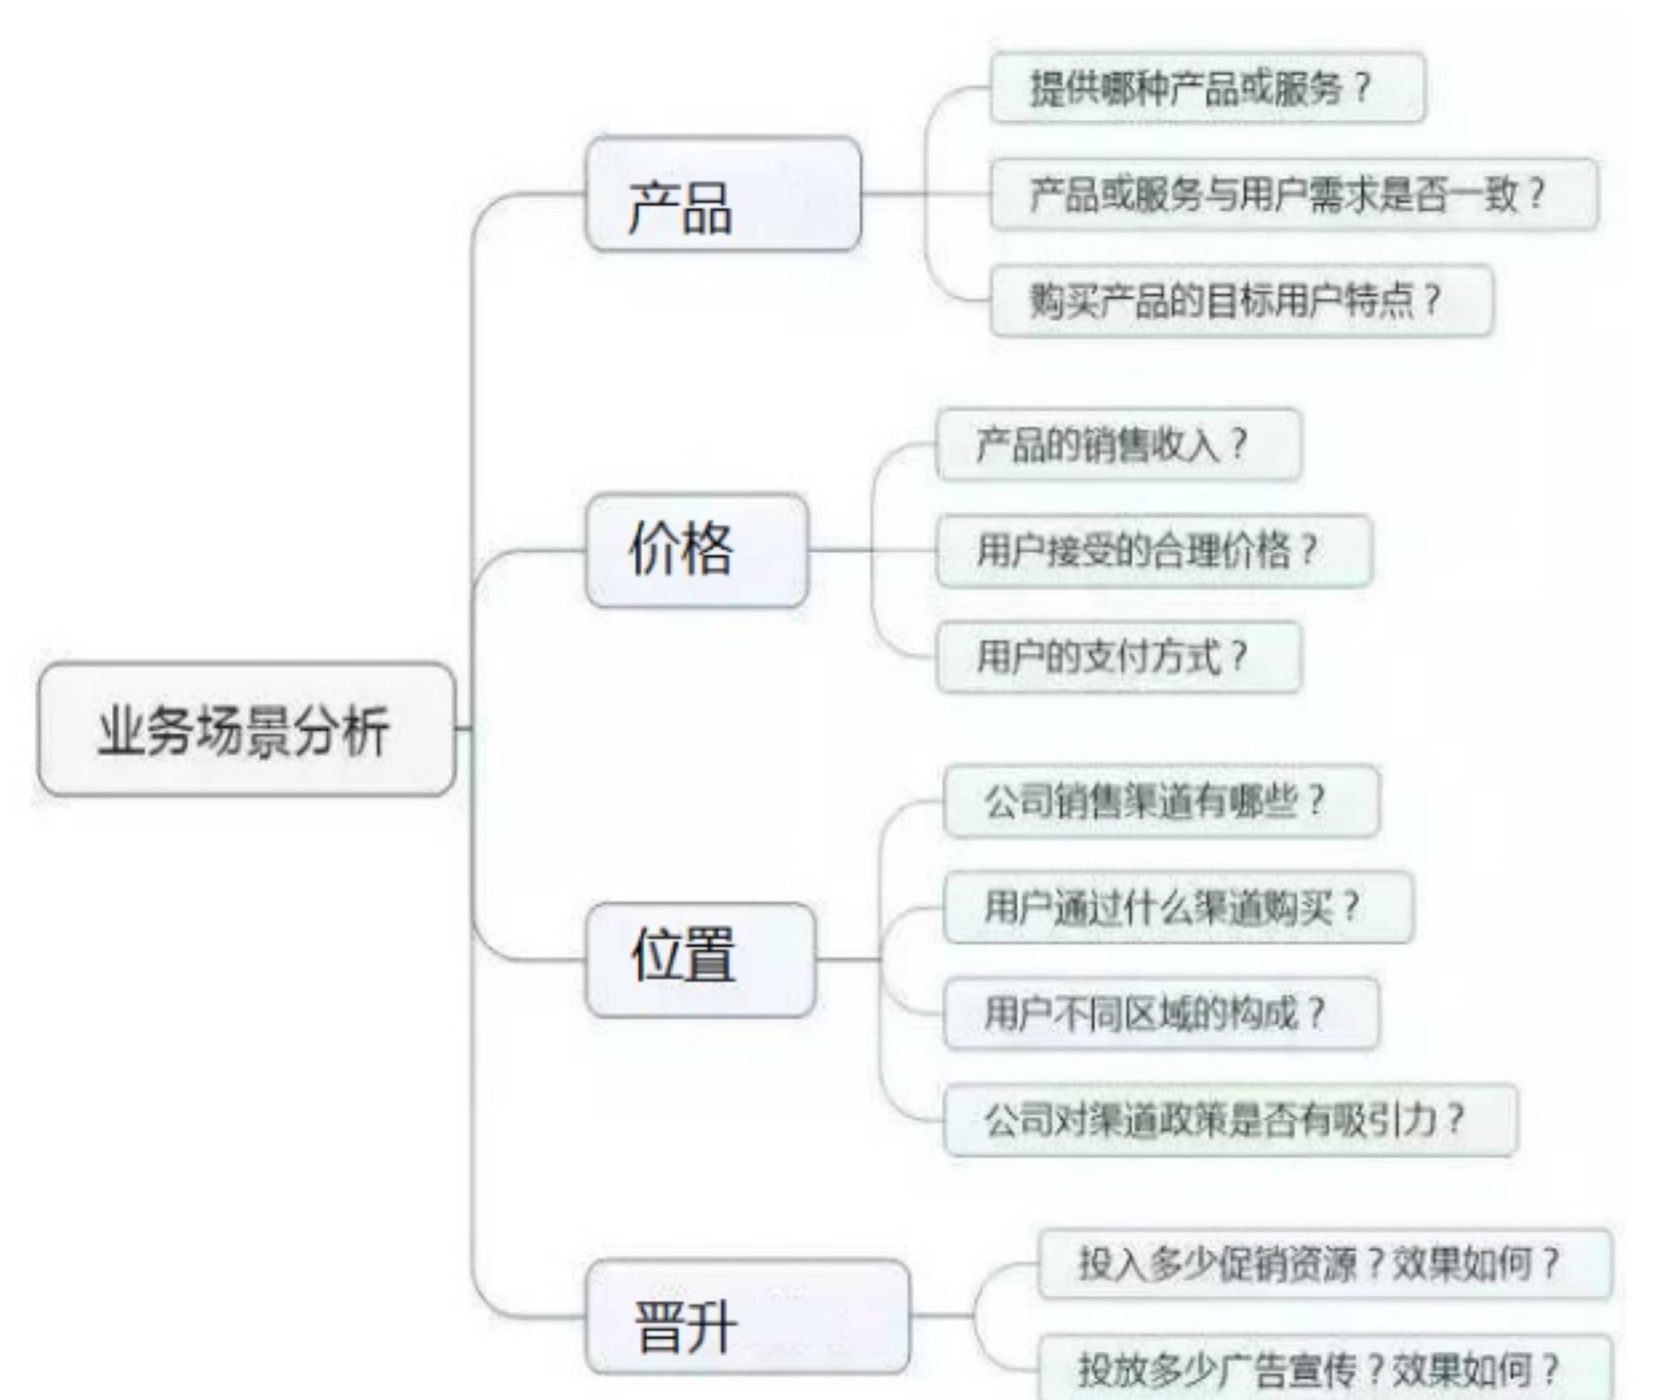 业务场景分析
产品
提供哪种产品或服务？
产品或服务与用户需求是否一致？
购买产品的目标用户特点？
价格
产品的销售收入？
用户接受的合理价格？
用户的支付方式？
位置
公司销售渠道有哪些？
用户通过什么渠道购买？
用户不同区域的构成？
公司对渠道政策是否有吸引力？
晋升
投入多少促销资源？效果如何？
投放多少广告宣传？效果如何？